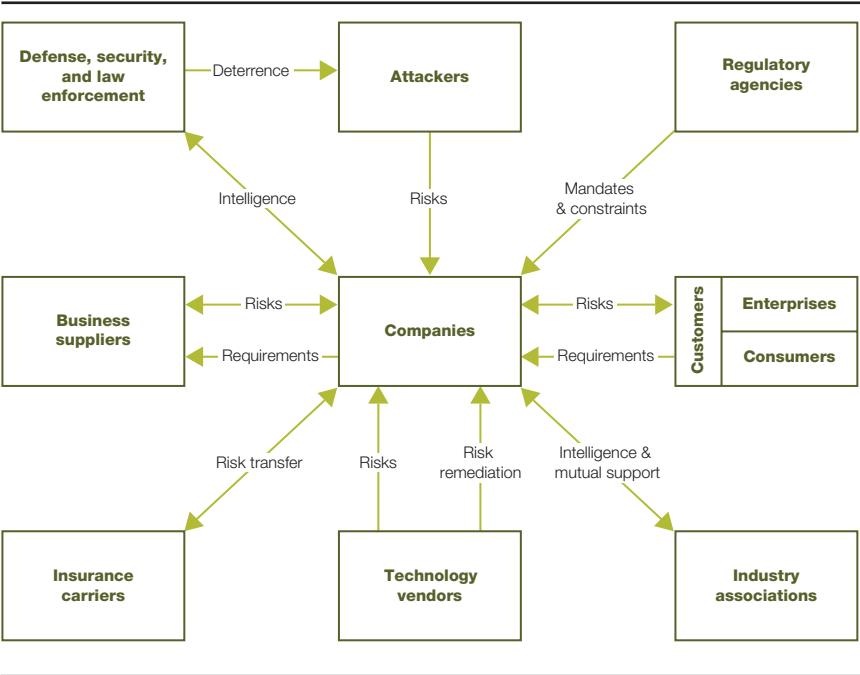 Defense, security,
and law
enforcement
Deterrence
Attackers
Regulatory
agencies
Intelligence
Risks
Mandates
& constraints
Business
suppliers
Risks
Requirements
Companies
Risks
Requirements
Customers
Enterprises
Consumers
Risk transfer
Risks
Risk
remediation
Intelligence &
mutual support
Insurance
carriers
Technology
vendors
Industry
associations